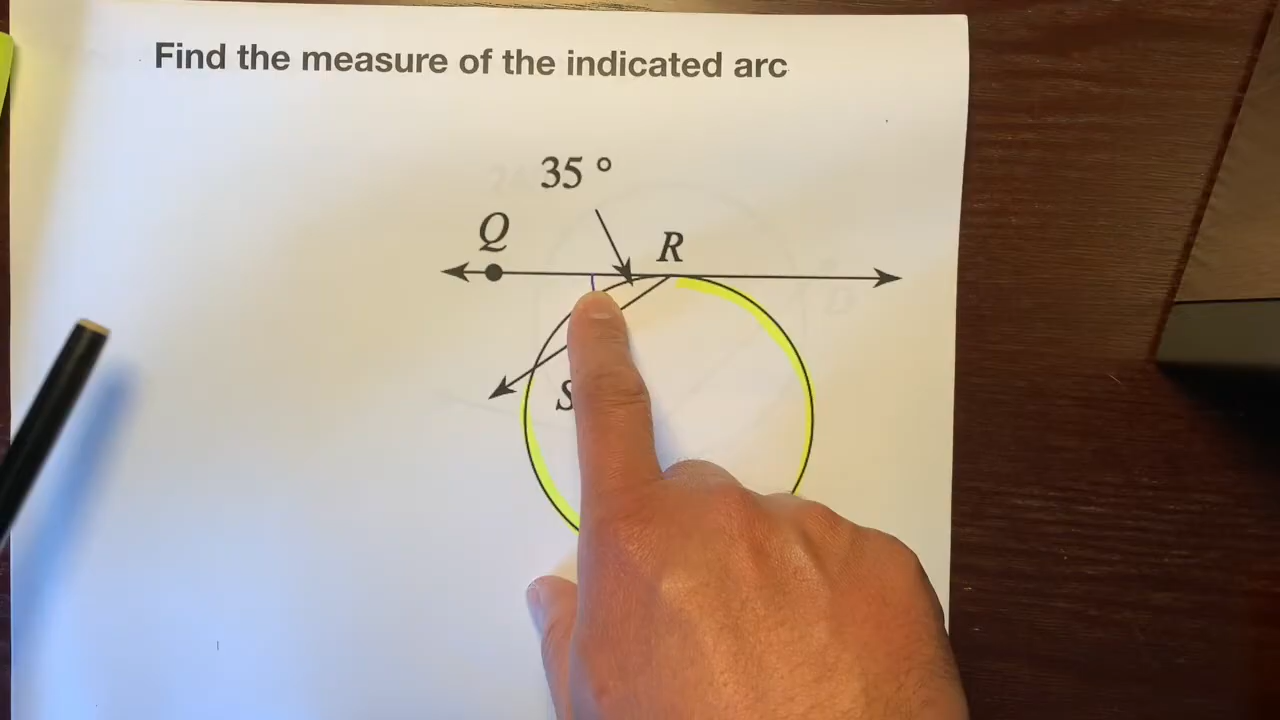 Find the measure of the indicated arc
35 °
Q
R
S